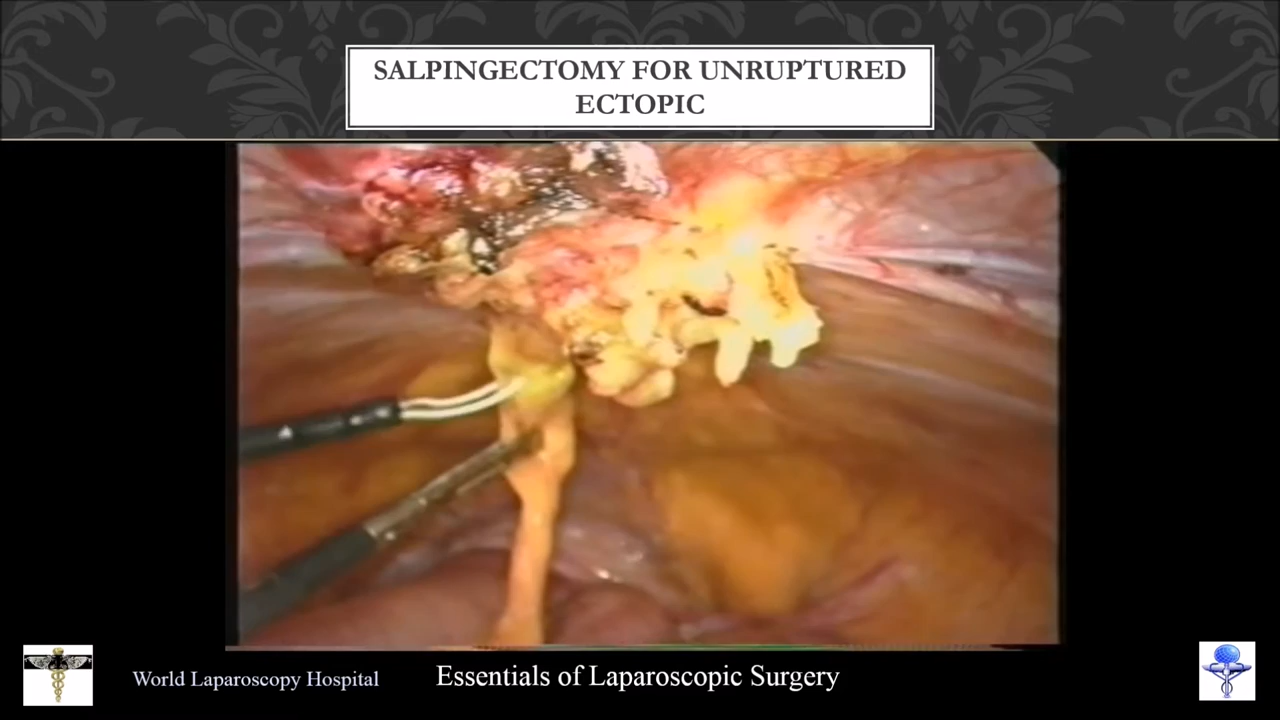 SALPINGECTOMY FOR UNRUPTURED
ECTOPIC
World Laparoscopy Hospital
Essentials of Laparoscopic Surgery